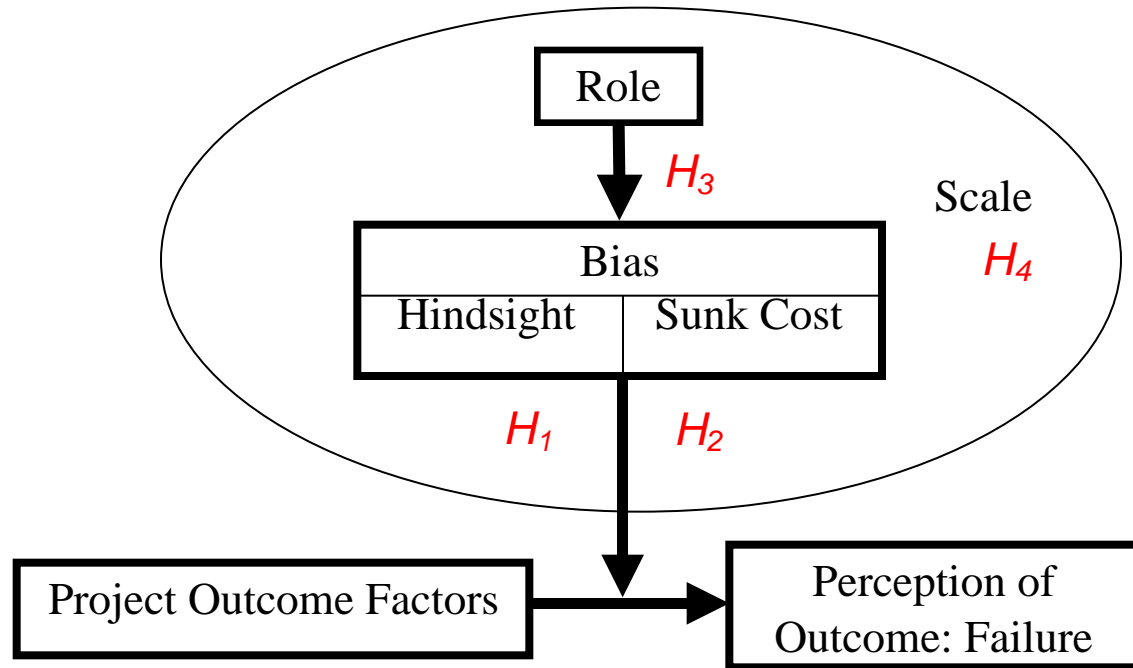 Role
H3
Scale
Bias
H4
Hindsight
Sunk Cost
H1
H2
Project Outcome Factors
Perception of
Outcome: Failure